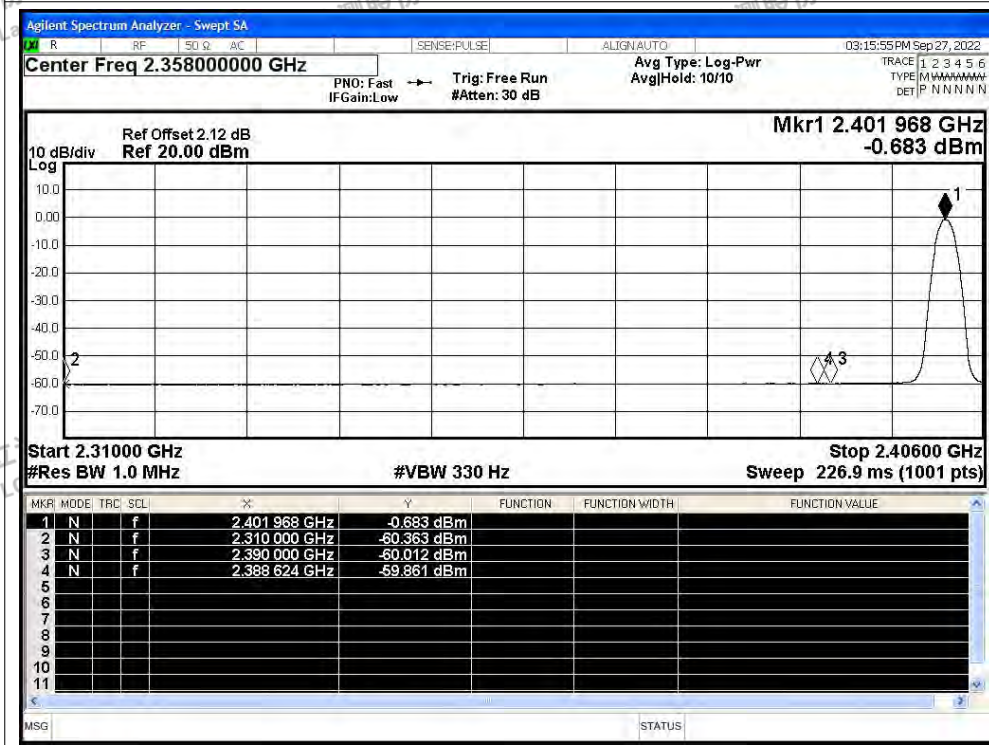 Agilent Spectrum Analyzer - Swept SA
R RF 50 Ω AC SENSE:PULSE ALIGNAUTO 03:15:55PM Sep 27, 2022
Center Freq 2.358000000 GHz
PNO: Fast
IFGain:Low
Trig: Free Run
#Atten: 30 dB
Avg Type: Log-Pwr
Avg|Hold: 10/10
TRACE 1 2 3 4 5 6
TYPE M
DET P N N N N N
Ref Offset 2.12 dB
10 dB/div Ref 20.00 dBm
Log
Mkr1 2.401 968 GHz
-0.683 dBm
10.0
0.00
-10.0
-20.0
-30.0
-40.0
-50.0
-60.0
-70.0
1
2
4 3
Start 2.31000 GHz Stop 2.40600 GHz
#Res BW 1.0 MHz #VBW 330 Hz Sweep 226.9 ms (1001 pts)
MKR MODE TRC SCL X Y FUNCTION FUNCTION WIDTH FUNCTION VALUE
1 N f 2.401 968 GHz -0.683 dBm
2 N f 2.310 000 GHz -60.363 dBm
3 N f 2.390 000 GHz -60.012 dBm
4 N f 2.388 624 GHz -59.861 dBm
5
6
7
8
9
10
11
MSG STATUS